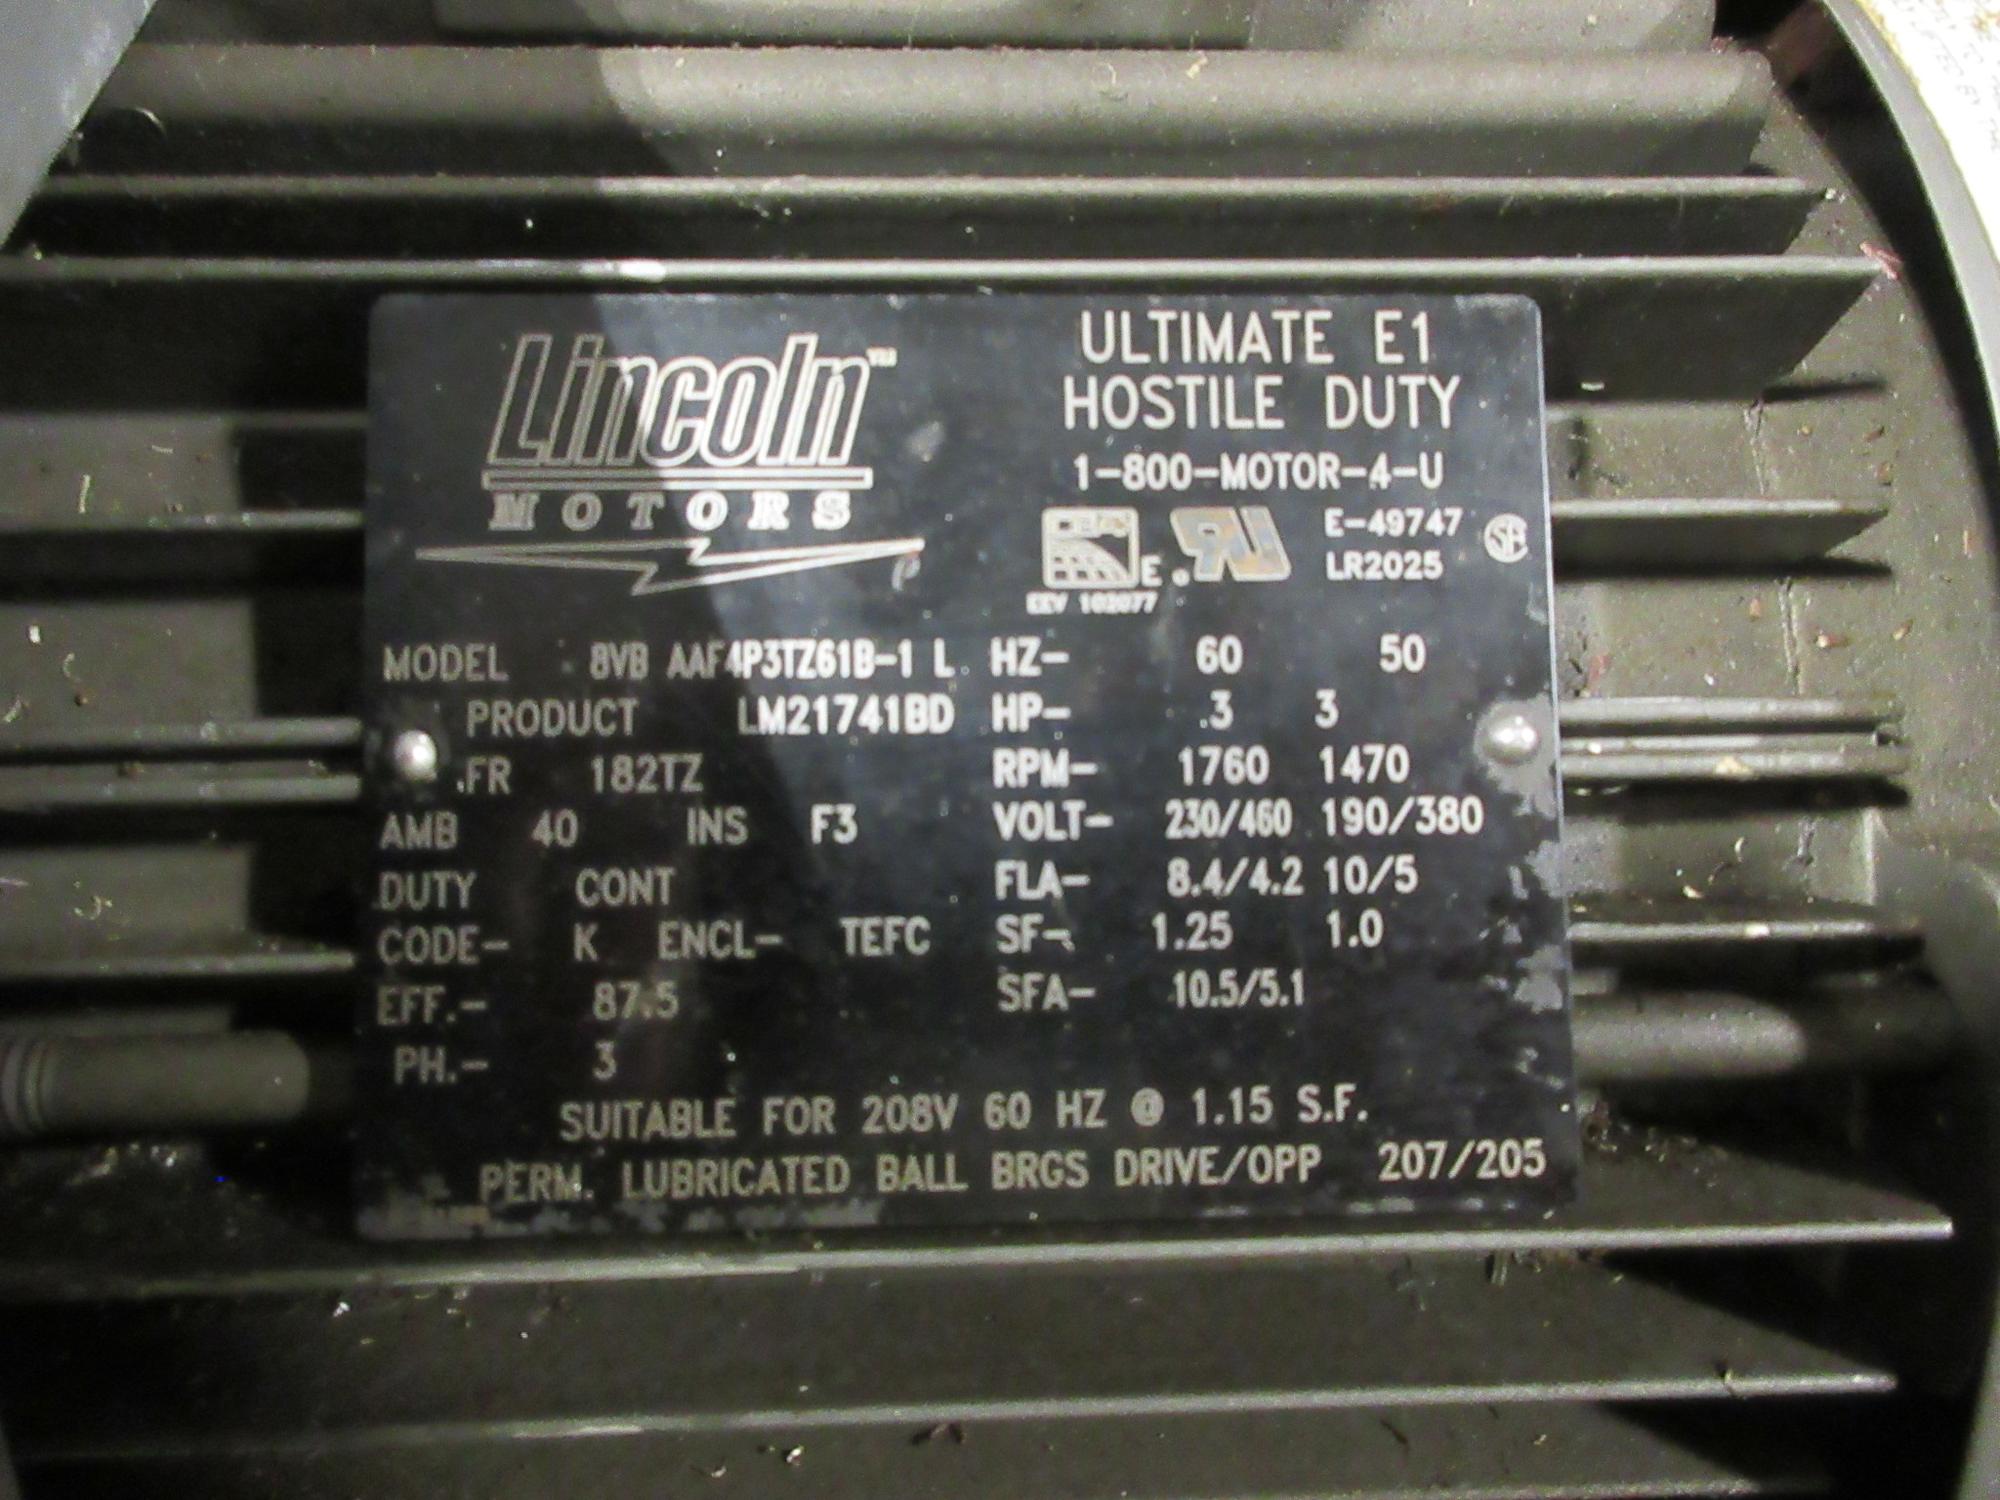 Lincoln™
MOTORS
ULTIMATE E1
HOSTILE DUTY
1-800-MOTOR-4-U
E-49747
LR2025
E
EEV 102077
MODEL 8VB AAF4P3TZ61B-1 L
PRODUCT LM21741BD
FR 182TZ
AMB 40 INS F3
DUTY CONT
CODE- K ENCL- TEFC
EFF.- 87.5
PH.- 3
HZ- 60 50
HP- 3 3
RPM- 1760 1470
VOLT- 230/460 190/380
FLA- 8.4/4.2 10/5
SF- 1.25 1.0
SFA- 10.5/5.1
SUITABLE FOR 208V 60 HZ @ 1.15 S.F.
PERM. LUBRICATED BALL BRGS DRIVE/OPP 207/205